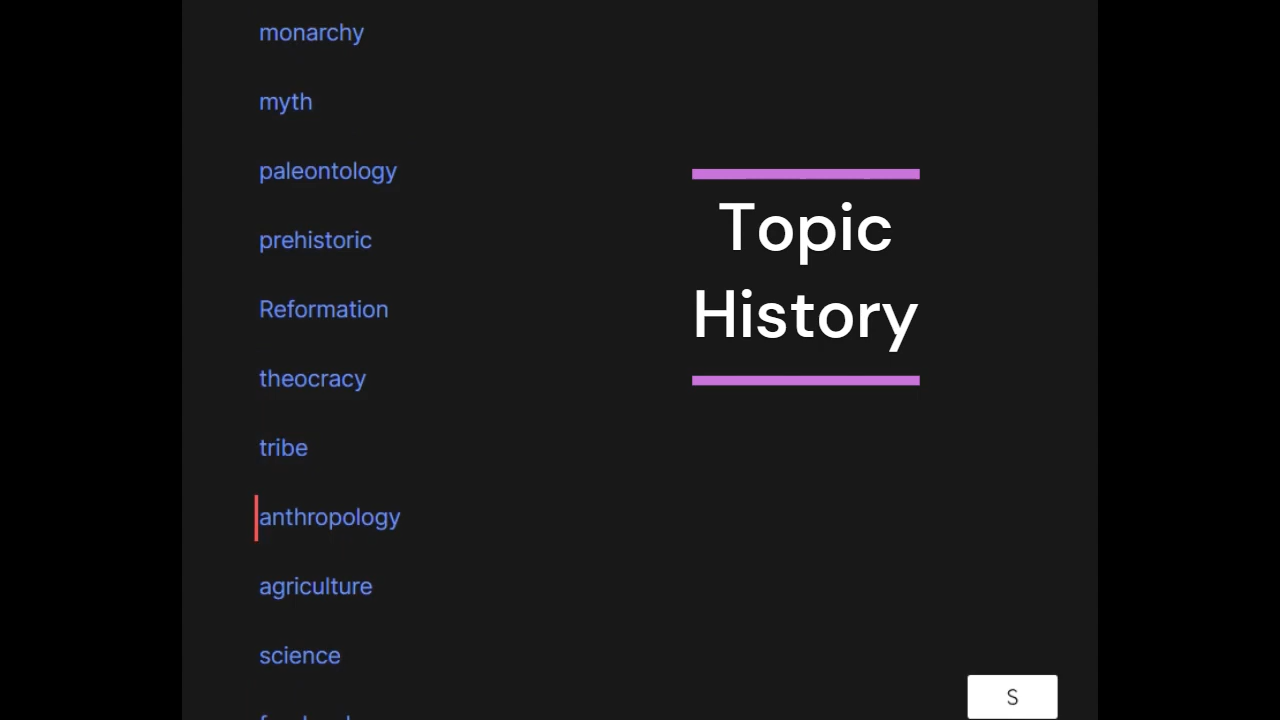 monarchy
myth
paleontology
prehistoric
Reformation
theocracy
tribe
anthropology
agriculture
science
Topic
History
S